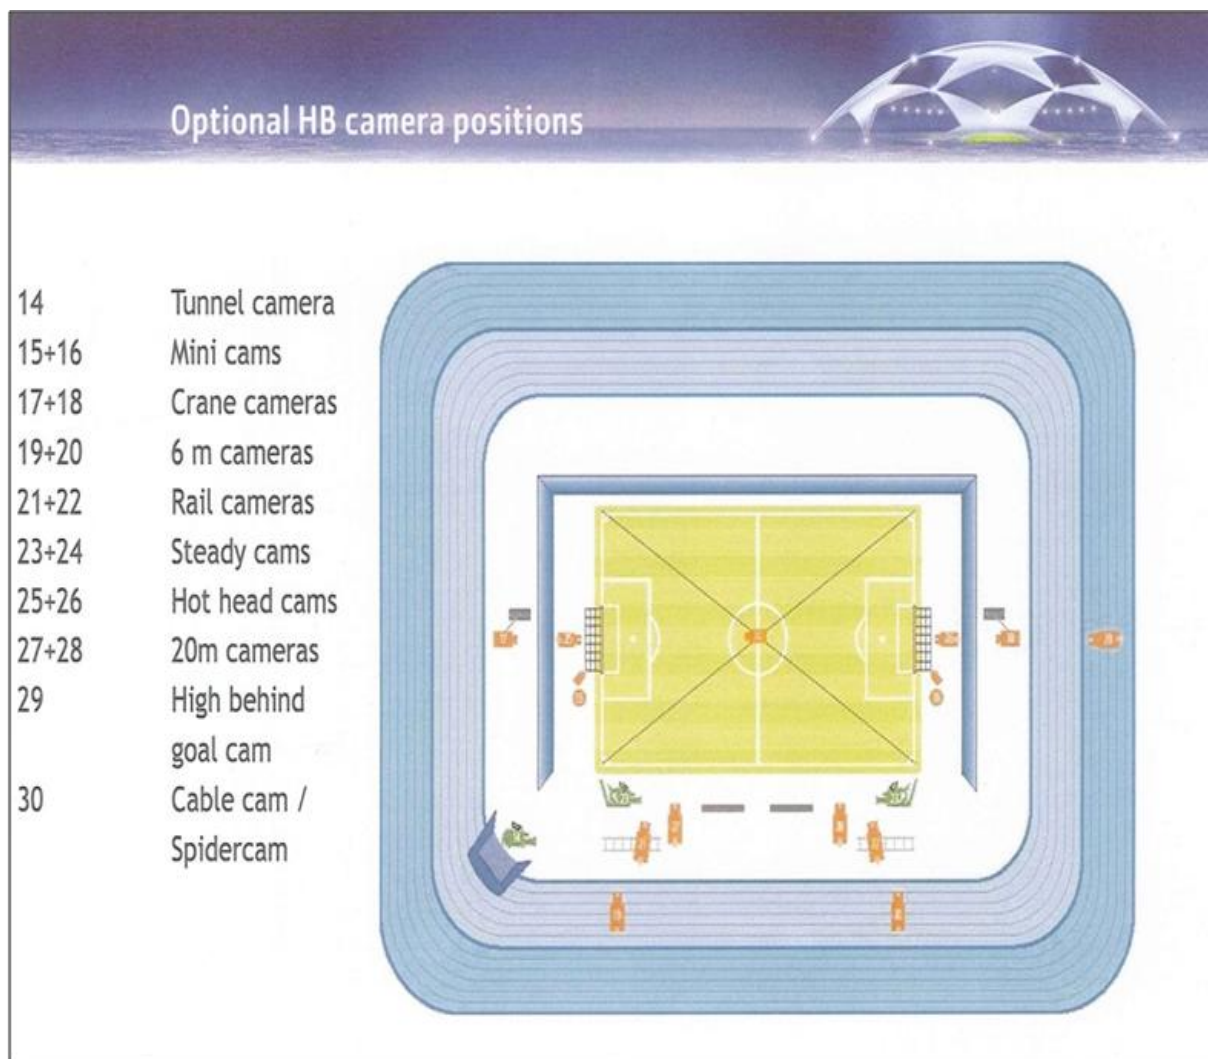 Optional HB camera positions
14 Tunnel camera
15+16 Mini cams
17+18 Crane cameras
19+20 6 m cameras
21+22 Rail cameras
23+24 Steady cams
25+26 Hot head cams
27+28 20m cameras
29 High behind
goal cam
30 Cable cam /
Spidercam